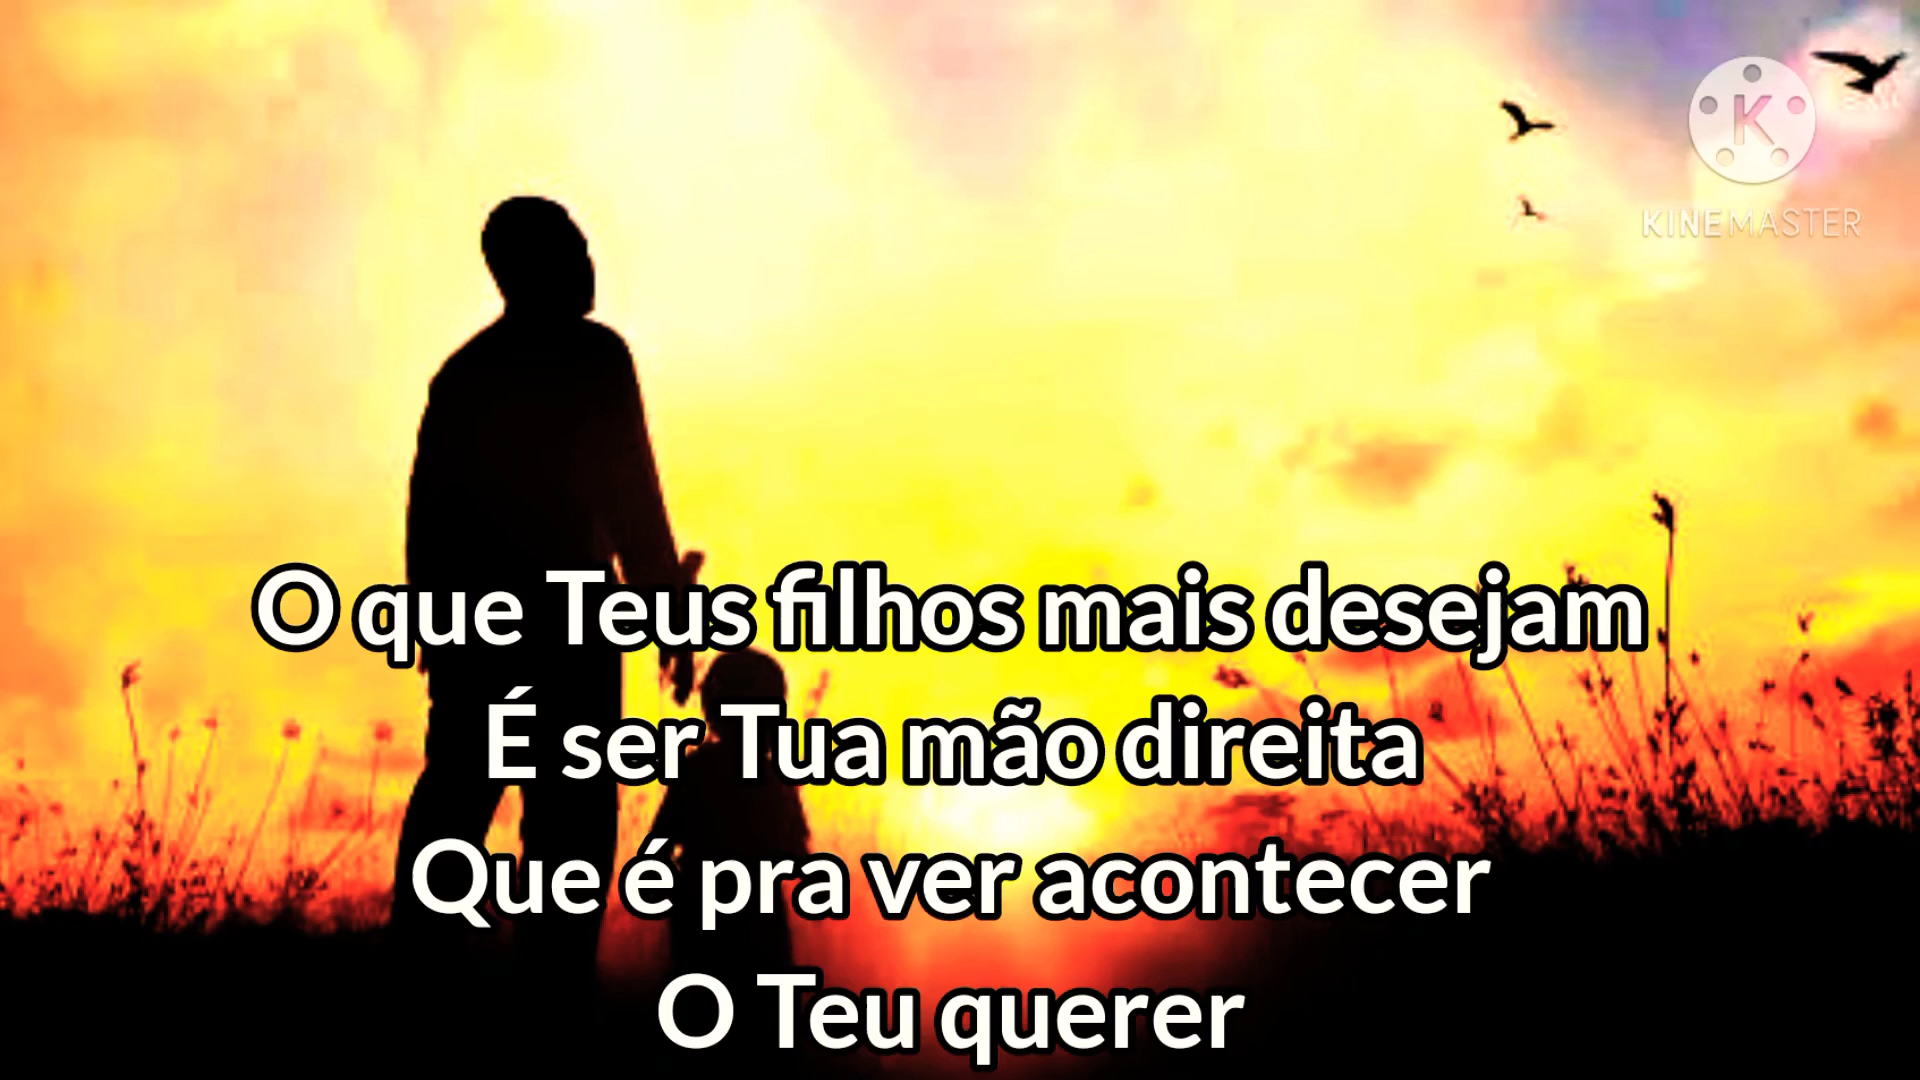 K
KINEMASTER
O que Teus filhos mais desejam
É ser Tua mão direita
Que é pra ver acontecer
O Teu querer